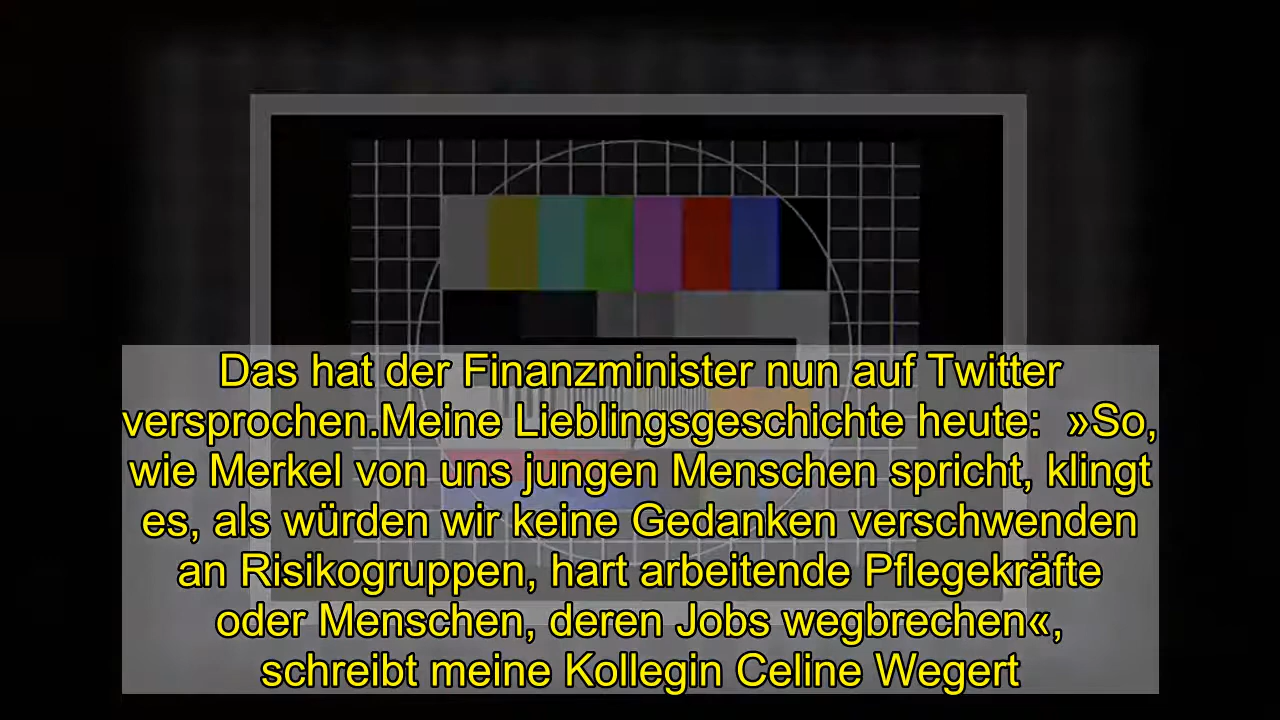 Das hat der Finanzminister nun auf Twitter
versprochen.Meine Lieblingsgeschichte heute:  »So,
wie Merkel von uns jungen Menschen spricht, klingt
es, als würden wir keine Gedanken verschwenden
an Risikogruppen, hart arbeitende Pflegekräfte
oder Menschen, deren Jobs wegbrechen«,
schreibt meine Kollegin Celine Wegert